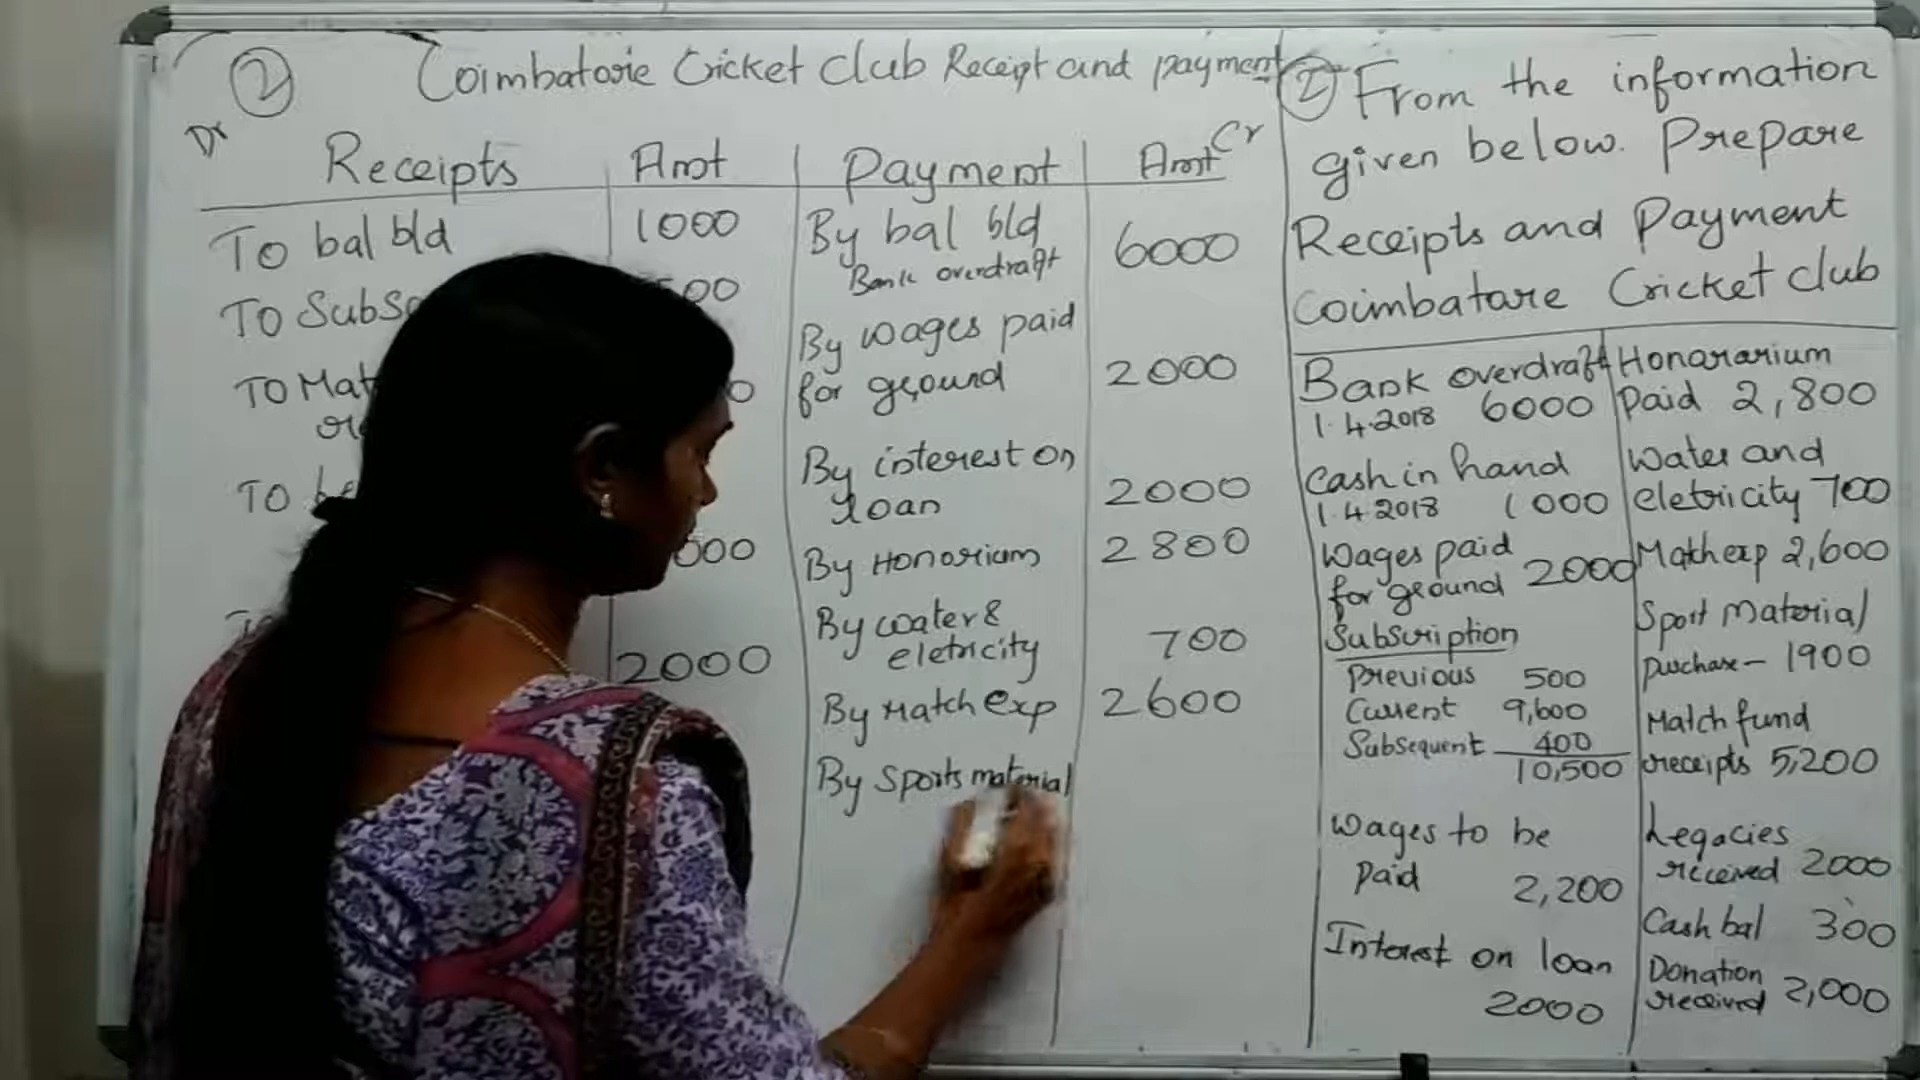 2 Coimbatore Cricket Club Receipt and payment
Dr Cr
Receipts Amt Payment Amt
To bal b/d 1000 By bal b/d 6000
Bank overdraft
To Subsc 500
By wages paid
for ground 2000
To Mat
By interest on
loan 2000
To
000 By Honorium 2800
By water &
eletricity 700
2000
By Match exp 2600
By Sports material
2 From the information
given below. Prepare
Receipts and Payment
Coimbatare Cricket club
Bank overdraft
1.4.2018 6000
Cash in hand
1.4.2018 1000
Wages paid
for ground 2000
Subscription
Previous 500
Current 9,600
Subsequent 400
10,500
Wages to be
Paid 2,200
Interest on loan
2000
Honorarium
Paid 2,800
Water and
eletricity 700
Match exp 2,600
Sport Material
purchase - 1900
Match fund
receipts 5,200
Legacies
received 2000
Cash bal 300
Donation
received 2,000